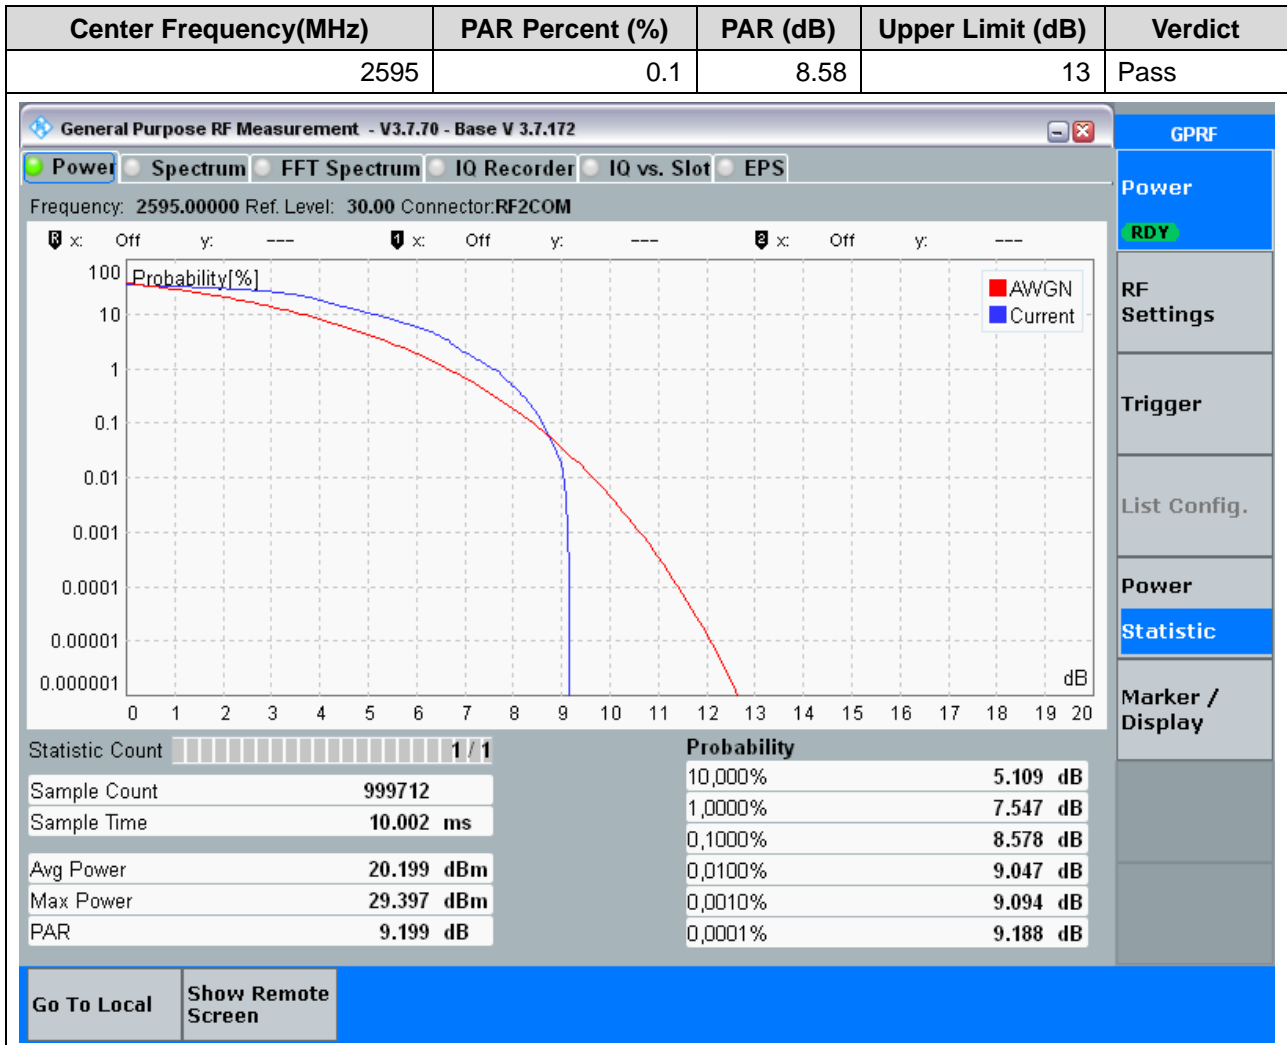 Center Frequency(MHz) PAR Percent (%) PAR (dB) Upper Limit (dB) Verdict
2595 0.1 8.58 13 Pass
General Purpose RF Measurement - V3.7.70 - Base V 3.7.172
GPRF
Power Spectrum FFT Spectrum IQ Recorder IQ vs. Slot EPS
Frequency: 2595.00000 Ref. Level: 30.00 Connector:RF2COM
R x: Off y: --- 1 x: Off y: --- 2 x: Off y: ---
Probability[%]
100
10
1
0.1
0.01
0.001
0.0001
0.00001
0.000001
AWGN
Current
dB
0 1 2 3 4 5 6 7 8 9 10 11 12 13 14 15 16 17 18 19 20
Statistic Count 1 / 1
Sample Count 999712
Sample Time 10.002 ms
Avg Power 20.199 dBm
Max Power 29.397 dBm
PAR 9.199 dB
Probability
10,000% 5.109 dB
1,0000% 7.547 dB
0,1000% 8.578 dB
0,0100% 9.047 dB
0,0010% 9.094 dB
0,0001% 9.188 dB
Power
RDY
RF
Settings
Trigger
List Config.
Power
Statistic
Marker /
Display
Go To Local
Show Remote
Screen